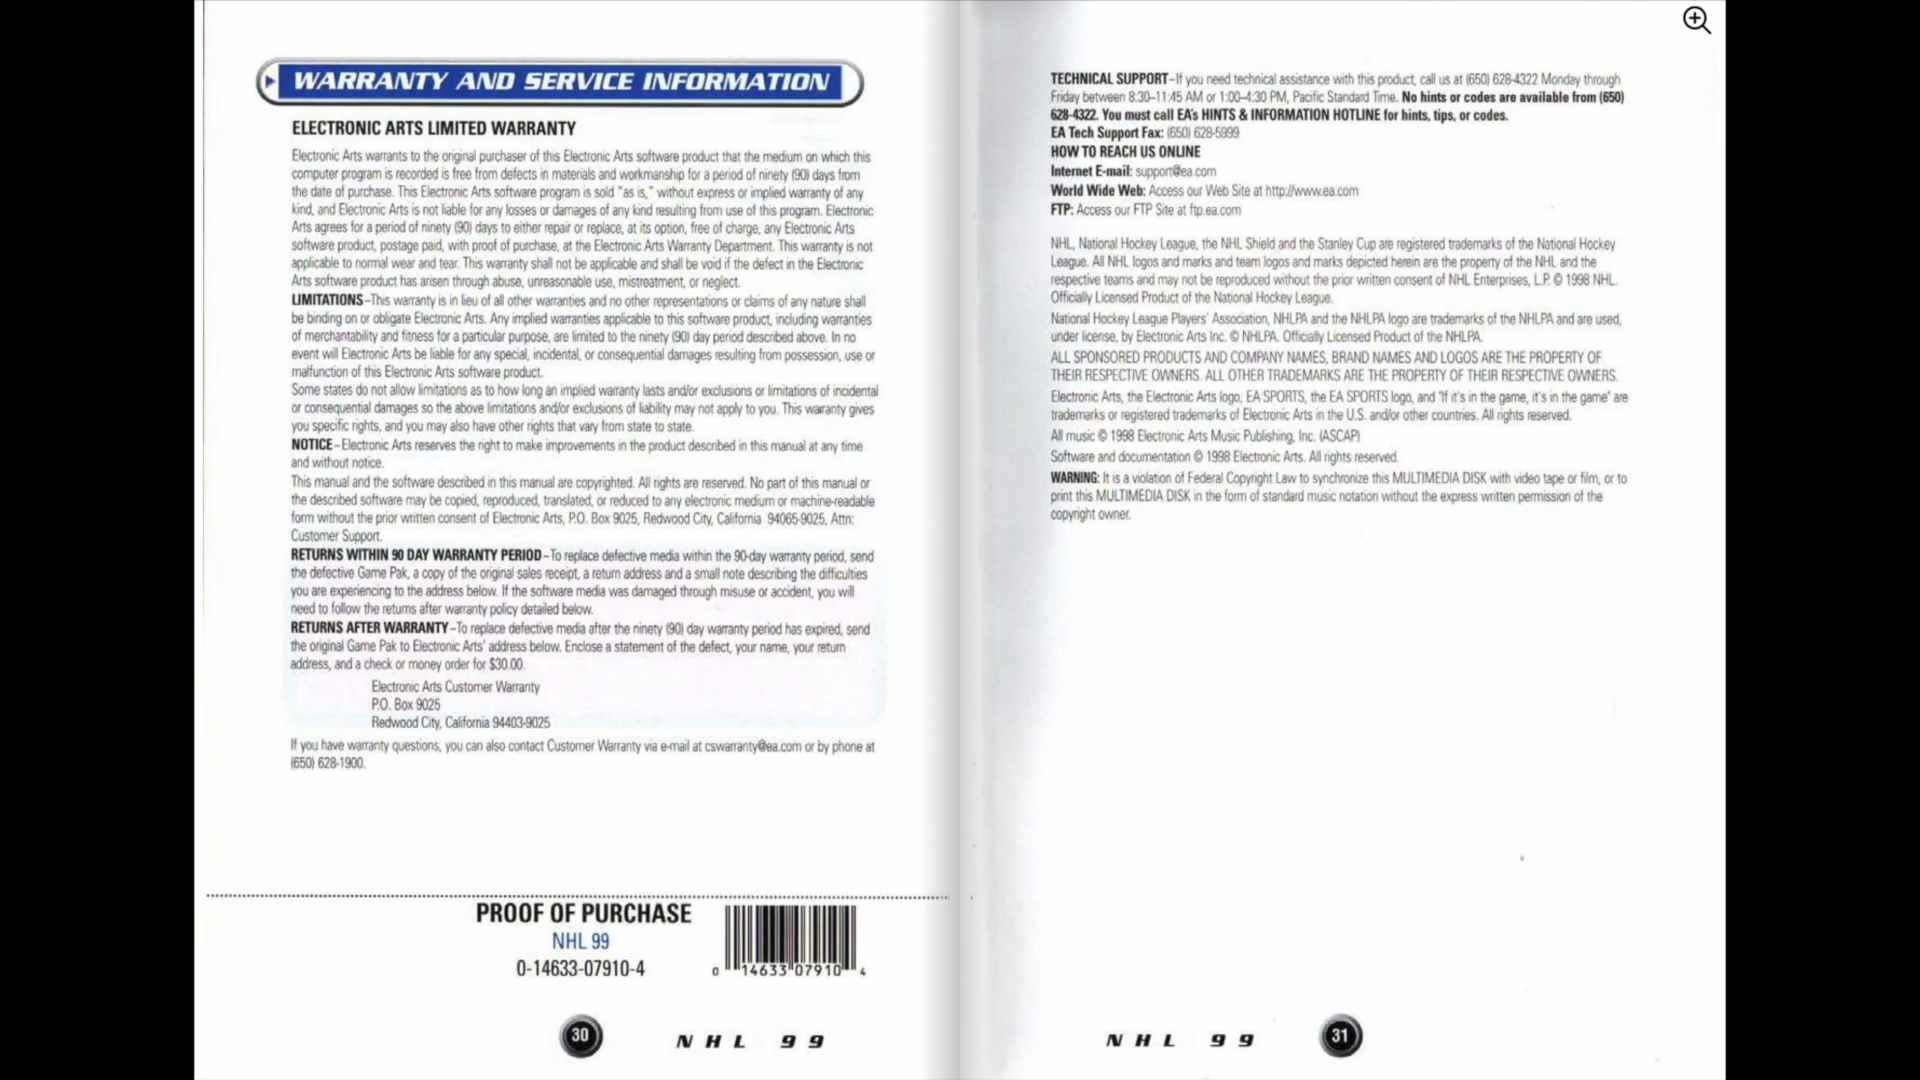 WARRANTY AND SERVICE INFORMATION
ELECTRONIC ARTS LIMITED WARRANTY
Electronic Arts warrants to the original purchaser of this Electronic Arts software product that the medium on which this
computer program is recorded is free from defects in materials and workmanship for a period of ninety (90) days from
the date of purchase. This Electronic Arts software program is sold "as is," without express or implied warranty of any
kind, and Electronic Arts is not liable for any losses or damages of any kind resulting from use of this program. Electronic
Arts agrees for a period of ninety (90) days to either repair or replace, at its option, free of charge, any Electronic Arts
software product, postage paid, with proof of purchase, at the Electronic Arts Warranty Department. This warranty is not
applicable to normal wear and tear. This warranty shall not be applicable and shall be void if the defect in the Electronic
Arts software product has arisen through abuse, unreasonable use, mistreatment, or neglect.
LIMITATIONS–This warranty is in lieu of all other warranties and no other representations or claims of any nature shall
be binding on or obligate Electronic Arts. Any implied warranties applicable to this software product, including warranties
of merchantability and fitness for a particular purpose, are limited to the ninety (90) day period described above. In no
event will Electronic Arts be liable for any special, incidental, or consequential damages resulting from possession, use or
malfunction of this Electronic Arts software product.
Some states do not allow limitations as to how long an implied warranty lasts and/or exclusions or limitations of incidental
or consequential damages so the above limitations and/or exclusions of liability may not apply to you. This warranty gives
you specific rights, and you may also have other rights that vary from state to state.
NOTICE–Electronic Arts reserves the right to make improvements in the product described in this manual at any time
and without notice.
This manual and the software described in this manual are copyrighted. All rights are reserved. No part of this manual or
the described software may be copied, reproduced, translated, or reduced to any electronic medium or machine-readable
form without the prior written consent of Electronic Arts, P.O. Box 9025, Redwood City, California 94065-9025, Attn:
Customer Support.
RETURNS WITHIN 90 DAY WARRANTY PERIOD–To replace defective media within the 90-day warranty period, send
the defective Game Pak, a copy of the original sales receipt, a return address and a small note describing the difficulties
you are experiencing to the address below. If the software media was damaged through misuse or accident, you will
need to follow the returns after warranty policy detailed below.
RETURNS AFTER WARRANTY–To replace defective media after the ninety (90) day warranty period has expired, send
the original Game Pak to Electronic Arts' address below. Enclose a statement of the defect, your name, your return
address, and a check or money order for $30.00.
Electronic Arts Customer Warranty
P.O. Box 9025
Redwood City, California 94403-9025
If you have warranty questions, you can also contact Customer Warranty via e-mail at cswarranty@ea.com or by phone at
(650) 628-1900.
PROOF OF PURCHASE
NHL 99
0-14633-07910-4
0 14633 07910 4
30
NHL 99
TECHNICAL SUPPORT–If you need technical assistance with this product, call us at (650) 628-4322 Monday through
Friday between 8:30–11:45 AM or 1:00–4:30 PM, Pacific Standard Time. No hints or codes are available from (650)
628-4322. You must call EA's HINTS & INFORMATION HOTLINE for hints, tips, or codes.
EA Tech Support Fax: (650) 628-5999
HOW TO REACH US ONLINE
Internet E-mail: support@ea.com
World Wide Web: Access our Web Site at http://www.ea.com
FTP: Access our FTP Site at ftp.ea.com
NHL, National Hockey League, the NHL Shield and the Stanley Cup are registered trademarks of the National Hockey
League. All NHL logos and marks and team logos and marks depicted herein are the property of the NHL and the
respective teams and may not be reproduced without the prior written consent of NHL Enterprises, L.P. © 1998 NHL.
Officially Licensed Product of the National Hockey League.
National Hockey League Players' Association, NHLPA and the NHLPA logo are trademarks of the NHLPA and are used,
under license, by Electronic Arts Inc. © NHLPA. Officially Licensed Product of the NHLPA.
ALL SPONSORED PRODUCTS AND COMPANY NAMES, BRAND NAMES AND LOGOS ARE THE PROPERTY OF
THEIR RESPECTIVE OWNERS. ALL OTHER TRADEMARKS ARE THE PROPERTY OF THEIR RESPECTIVE OWNERS.
Electronic Arts, the Electronic Arts logo, EA SPORTS, the EA SPORTS logo, and "If it's in the game, it's in the game" are
trademarks or registered trademarks of Electronic Arts in the U.S. and/or other countries. All rights reserved.
All music © 1998 Electronic Arts Music Publishing, Inc. (ASCAP)
Software and documentation © 1998 Electronic Arts. All rights reserved.
WARNING: It is a violation of Federal Copyright Law to synchronize this MULTIMEDIA DISK with video tape or film, or to
print this MULTIMEDIA DISK in the form of standard music notation without the express written permission of the
copyright owner.
NHL 99
31